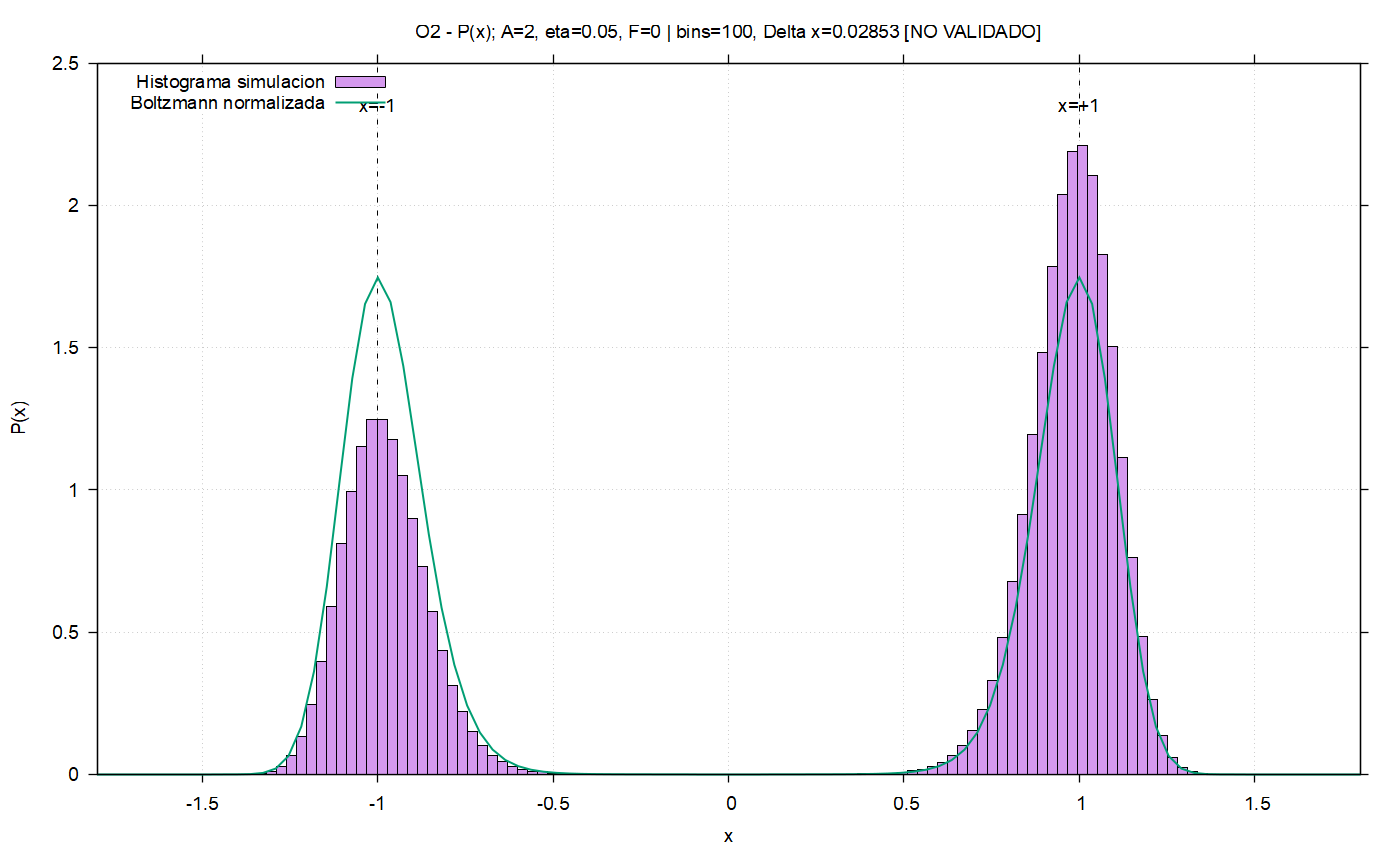 O2 - P(x); A=2, eta=0.05, F=0 | bins=100, Delta x=0.02853 [NO VALIDADO]
2.5
Histograma simulacion
Boltzmann normalizada
x=-1
x=+1
2
1.5
P(x)
1
0.5
0
-1.5
-1
-0.5
0
0.5
1
1.5
x